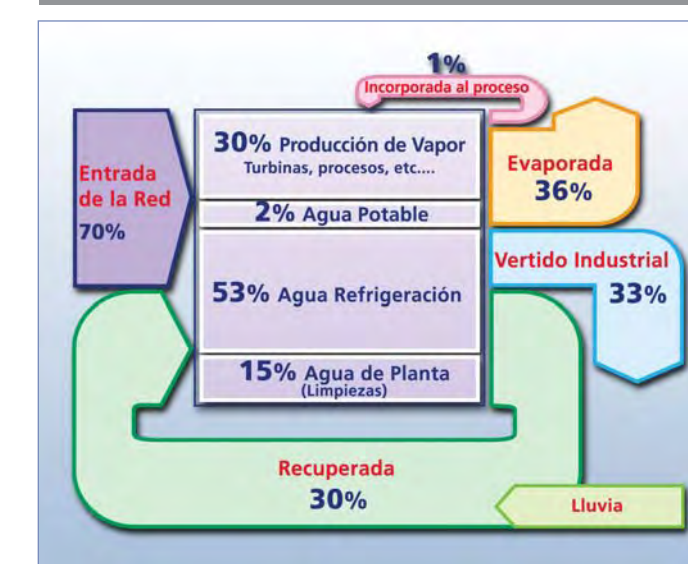 1%
Incorporada al proceso
30% Producción de Vapor
Turbinas, procesos, etc....
Entrada
de la Red
70%
2% Agua Potable
Evaporada
36%
53% Agua Refrigeración
Vertido Industrial
33%
15% Agua de Planta
(Limpiezas)
Recuperada
30%
Lluvia